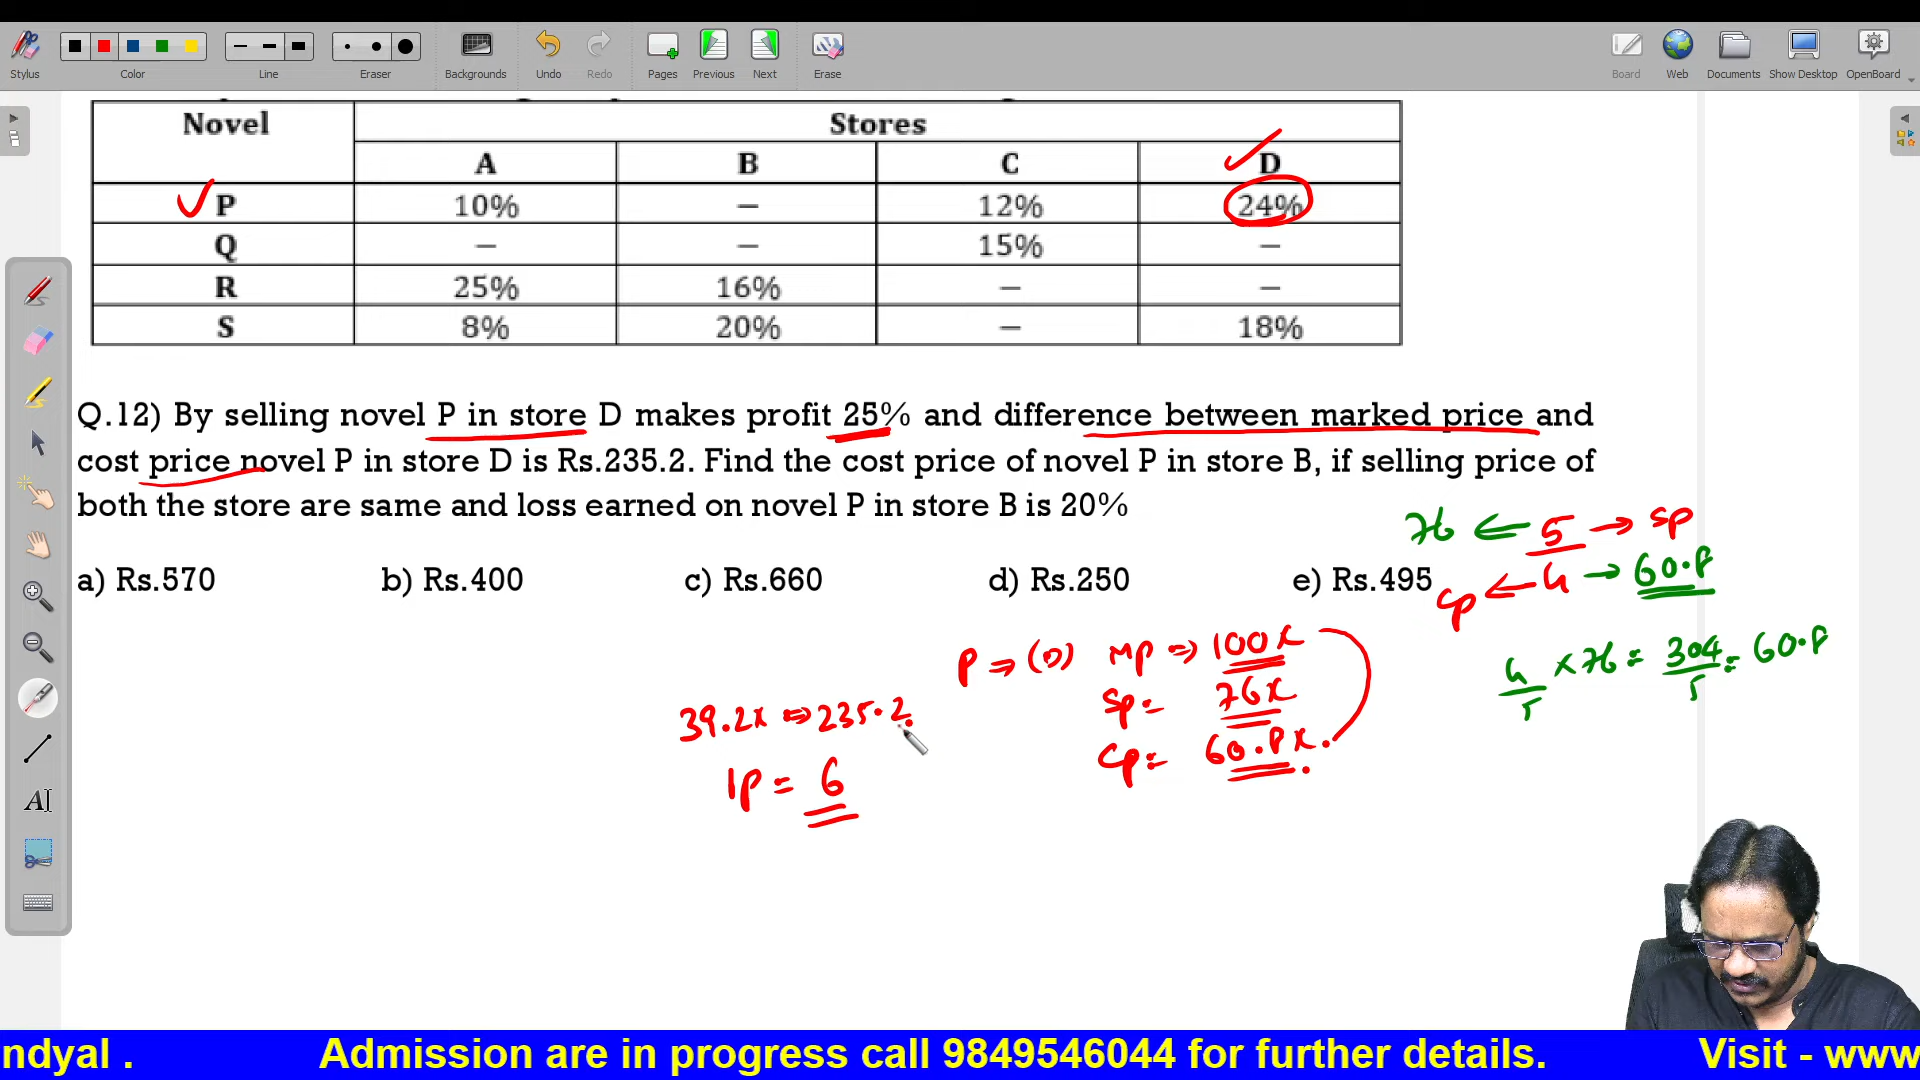 Stylus
Color
Line
Eraser
Backgrounds
Undo
Redo
Pages
Previous
Next
Erase
Board
Web
Documents
Show Desktop
OpenBoard
Novel Stores
A B C D
P 10% – 12% 24%
Q – – 15% –
R 25% 16% – –
S 8% 20% – 18%
Q.12) By selling novel P in store D makes profit 25% and difference between marked price and
cost price novel P in store D is Rs.235.2. Find the cost price of novel P in store B, if selling price of
both the store are same and loss earned on novel P in store B is 20%
76 ← 5 → SP
a) Rs.570 b) Rs.400 c) Rs.660 d) Rs.250 e) Rs.495
CP ← 4 → 60.8
P ⇒ (D) MP ⇒ 100x
SP = 76x
CP = 60.8x.
4/5 × 76 = 304/5 = 60.8
39.2x ⇒ 235.2
1P = 6
ndyal . Admission are in progress call 9849546044 for further details. Visit - www